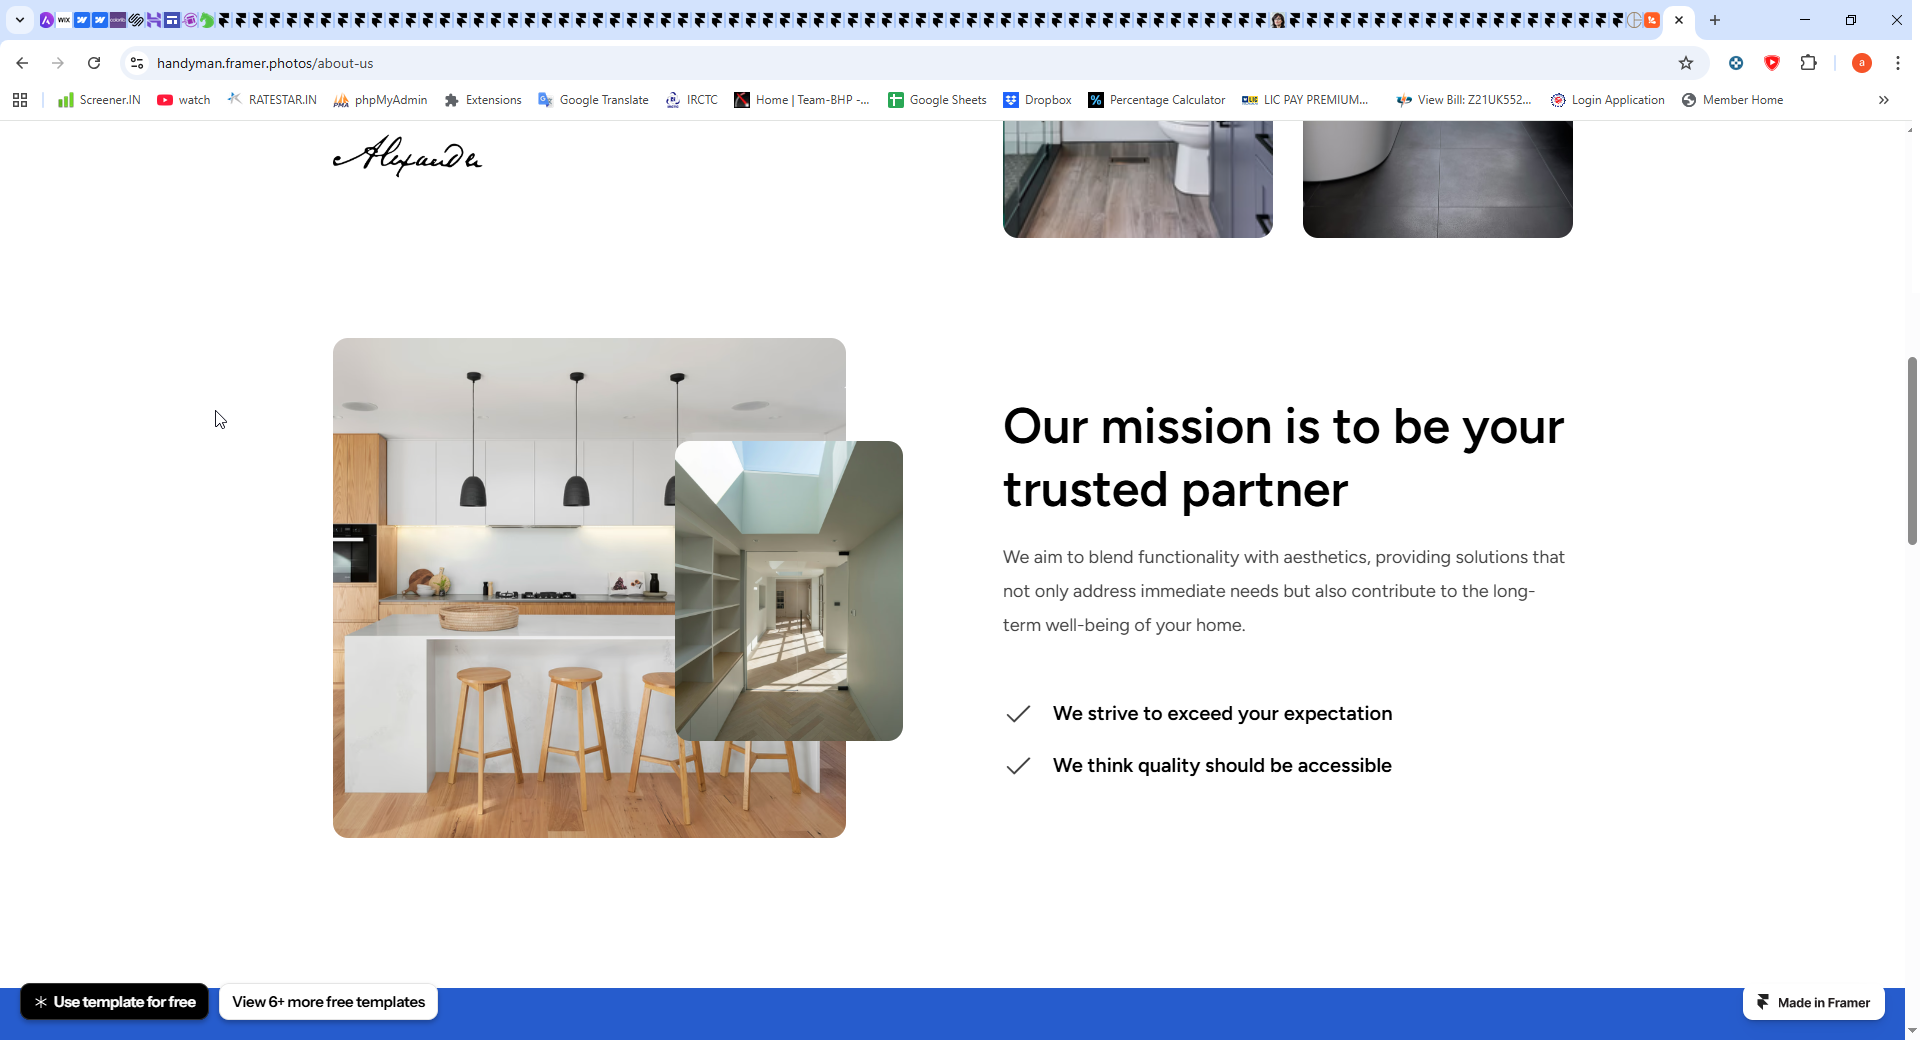 handyman.framer.photos/about-us
a
Screener.IN
watch
RATESTAR.IN
phpMyAdmin
Extensions
Google Translate
IRCTC
Home | Team-BHP -...
Google Sheets
Dropbox
Percentage Calculator
LIC PAY PREMIUM...
View Bill: Z21UK552...
Login Application
Member Home
Alexander
Our mission is to be your
trusted partner
We aim to blend functionality with aesthetics, providing solutions that
not only address immediate needs but also contribute to the long-
term well-being of your home.
We strive to exceed your expectation
We think quality should be accessible
Use template for free
View 6+ more free templates
Made in Framer